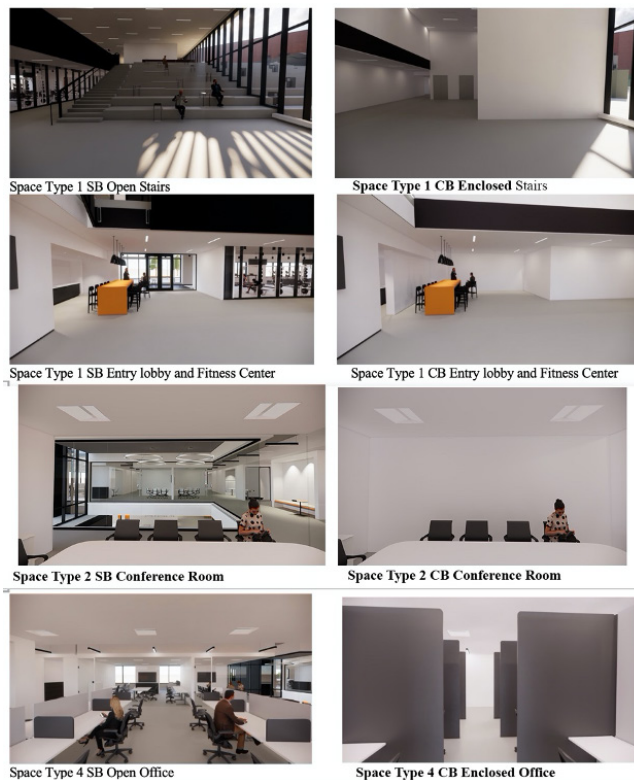 Space Type 1 SB Open Stairs
Space Type 1 CB Enclosed Stairs
Space Type 1 SB Entry lobby and Fitness Center
Space Type 1 CB Entry lobby and Fitness Center
Space Type 2 SB Conference Room
Space Type 2 CB Conference Room
Space Type 4 SB Open Office
Space Type 4 CB Enclosed Office